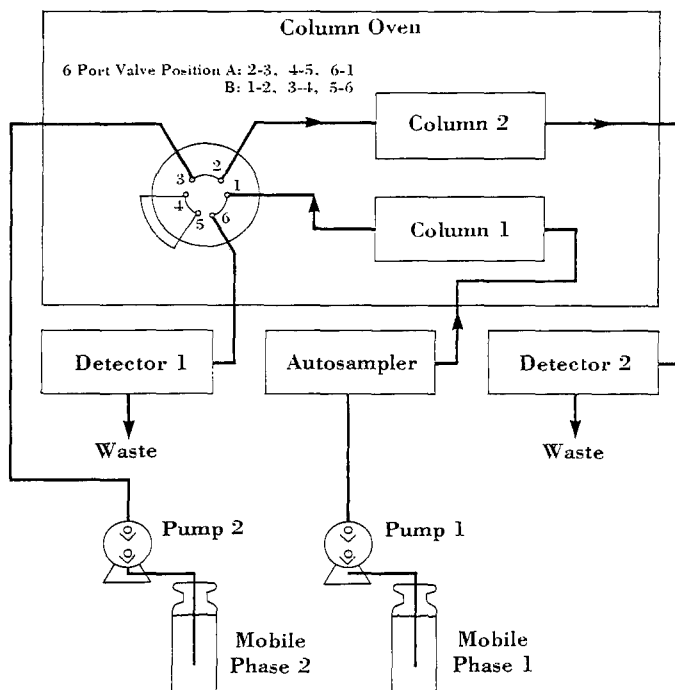 Column Oven
6 Port Valve Position A: 2-3, 4-5, 6-1
B: 1-2, 3-4, 5-6
Column 2
3
2
1
4
5
6
Column 1
Detector 1
Autosampler
Detector 2
Waste
Waste
Pump 2
Pump 1
Mobile
Phase 2
Mobile
Phase 1